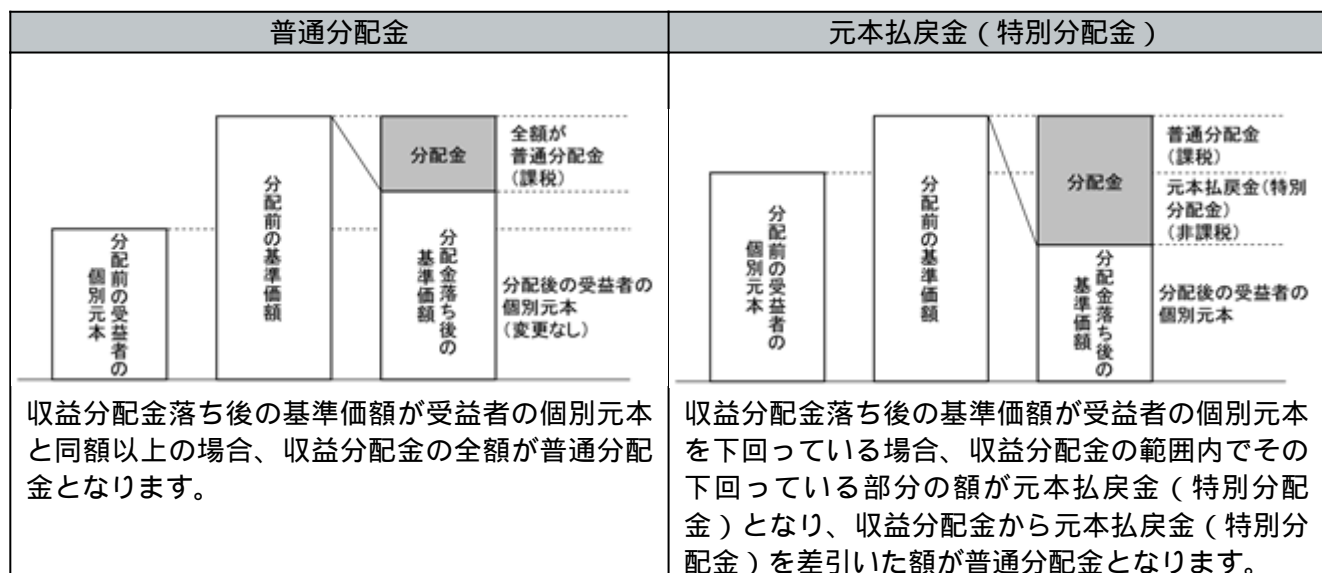 普通分配金
分配前の受益者の
個別元本
分配前の基準価額
分配金
分配金落ち後の
基準価額
全額が
普通分配金
(課税)
分配後の受益者の
個別元本
(変更なし)
収益分配金落ち後の基準価額が受益者の個別元本
と同額以上の場合、収益分配金の全額が普通分配
金となります。
元本払戻金(特別分配金)
分配前の受益者の
個別元本
分配前の基準価額
分配金
分配金落ち後の
基準価額
普通分配金
(課税)
元本払戻金(特別
分配金)
(非課税)
分配後の受益者の
個別元本
収益分配金落ち後の基準価額が受益者の個別元本
を下回っている場合、収益分配金の範囲内でその
下回っている部分の額が元本払戻金(特別分配
金)となり、収益分配金から元本払戻金(特別分
配金)を差引いた額が普通分配金となります。